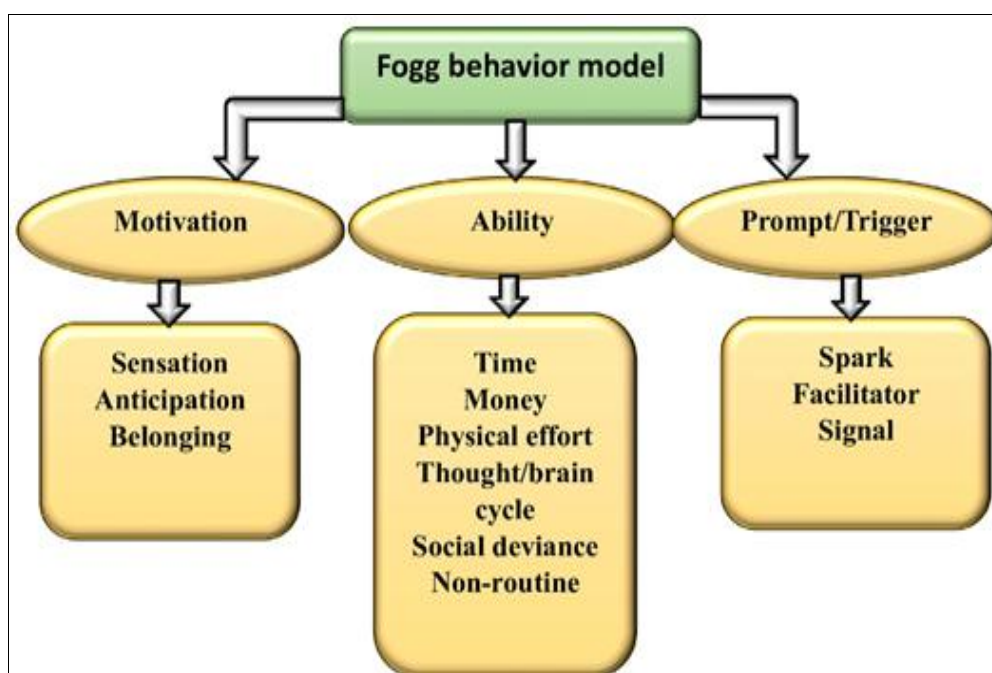 Fogg behavior model
Motivation
Ability
Prompt/Trigger
Sensation
Anticipation
Belonging
Time
Money
Physical effort
Thought/brain
cycle
Social deviance
Non-routine
Spark
Facilitator
Signal